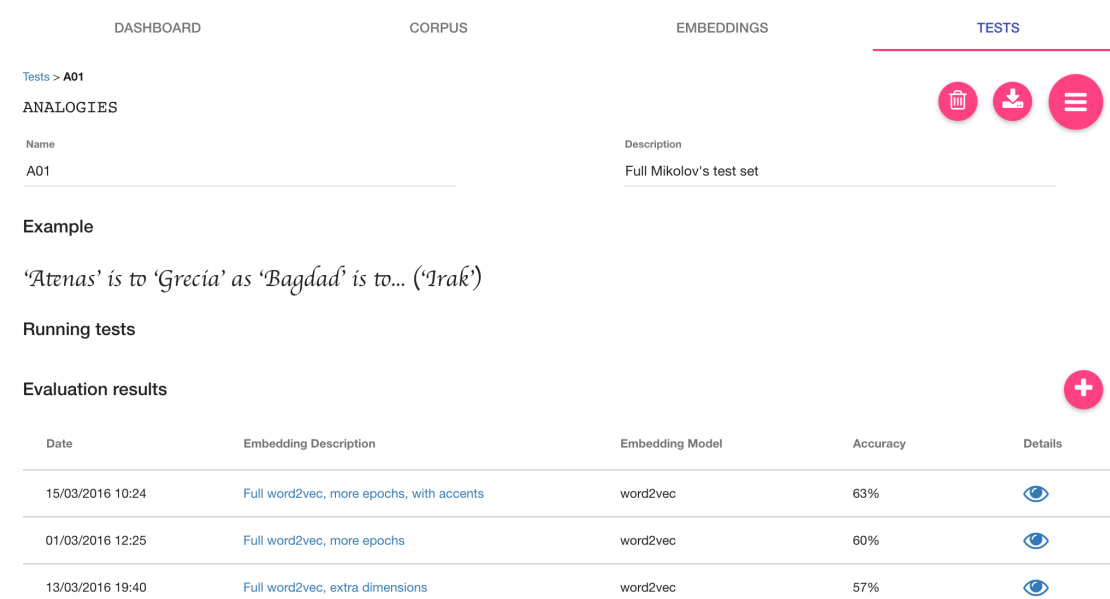 DASHBOARD CORPUS EMBEDDINGS TESTS
Tests > A01
ANALOGIES
Name Description
A01 Full Mikolov's test set
Example
‘Atenas’ is to ‘Grecia’ as ‘Bagdad’ is to... (‘Irak’)
Running tests
Evaluation results
Date Embedding Description Embedding Model Accuracy Details
15/03/2016 10:24 Full word2vec, more epochs, with accents word2vec 63%
01/03/2016 12:25 Full word2vec, more epochs word2vec 60%
13/03/2016 19:40 Full word2vec, extra dimensions word2vec 57%